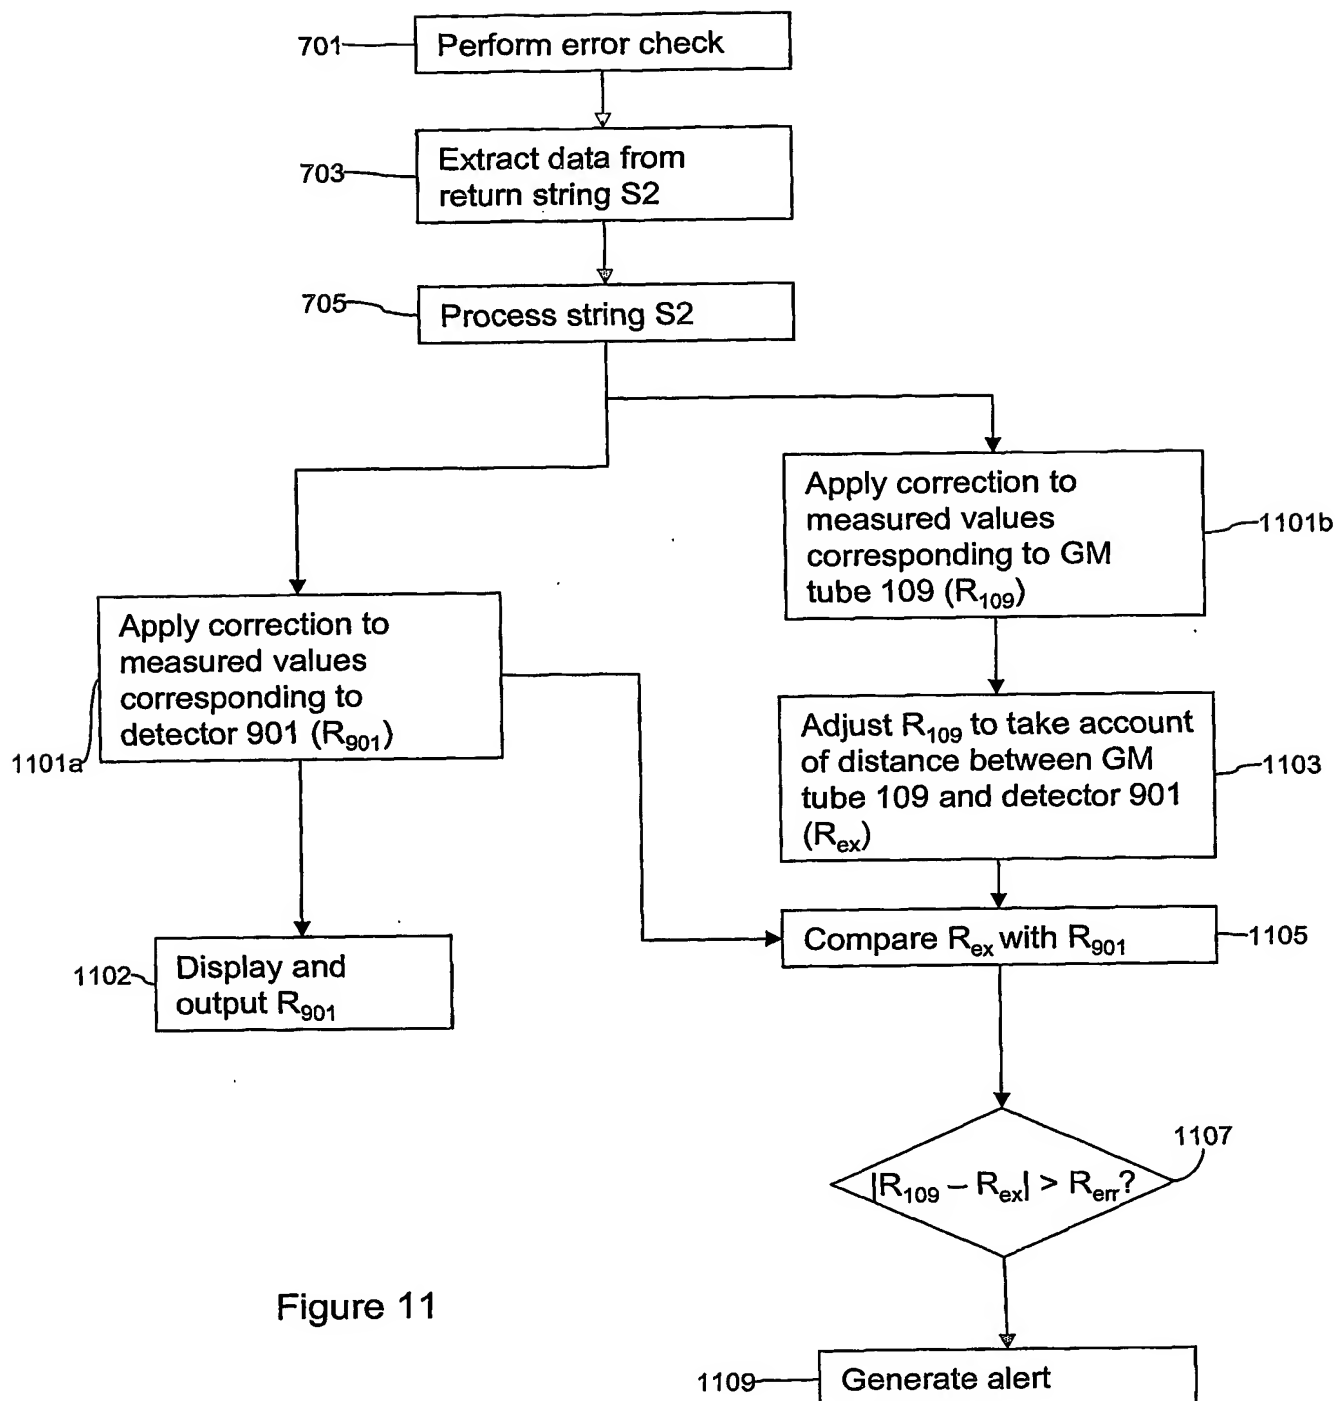 701
Perform error check
703
Extract data from
return string S2
705
Process string S2
Apply correction to
measured values
corresponding to GM
tube 109 (R109)
1101b
Apply correction to
measured values
corresponding to
detector 901 (R901)
1101a
Adjust R109 to take account
of distance between GM
tube 109 and detector 901
(Rex)
1103
Compare Rex with R901
1105
1102
Display and
output R901
1107
|R109 – Rex| > Rerr?
Figure 11
1109
Generate alert